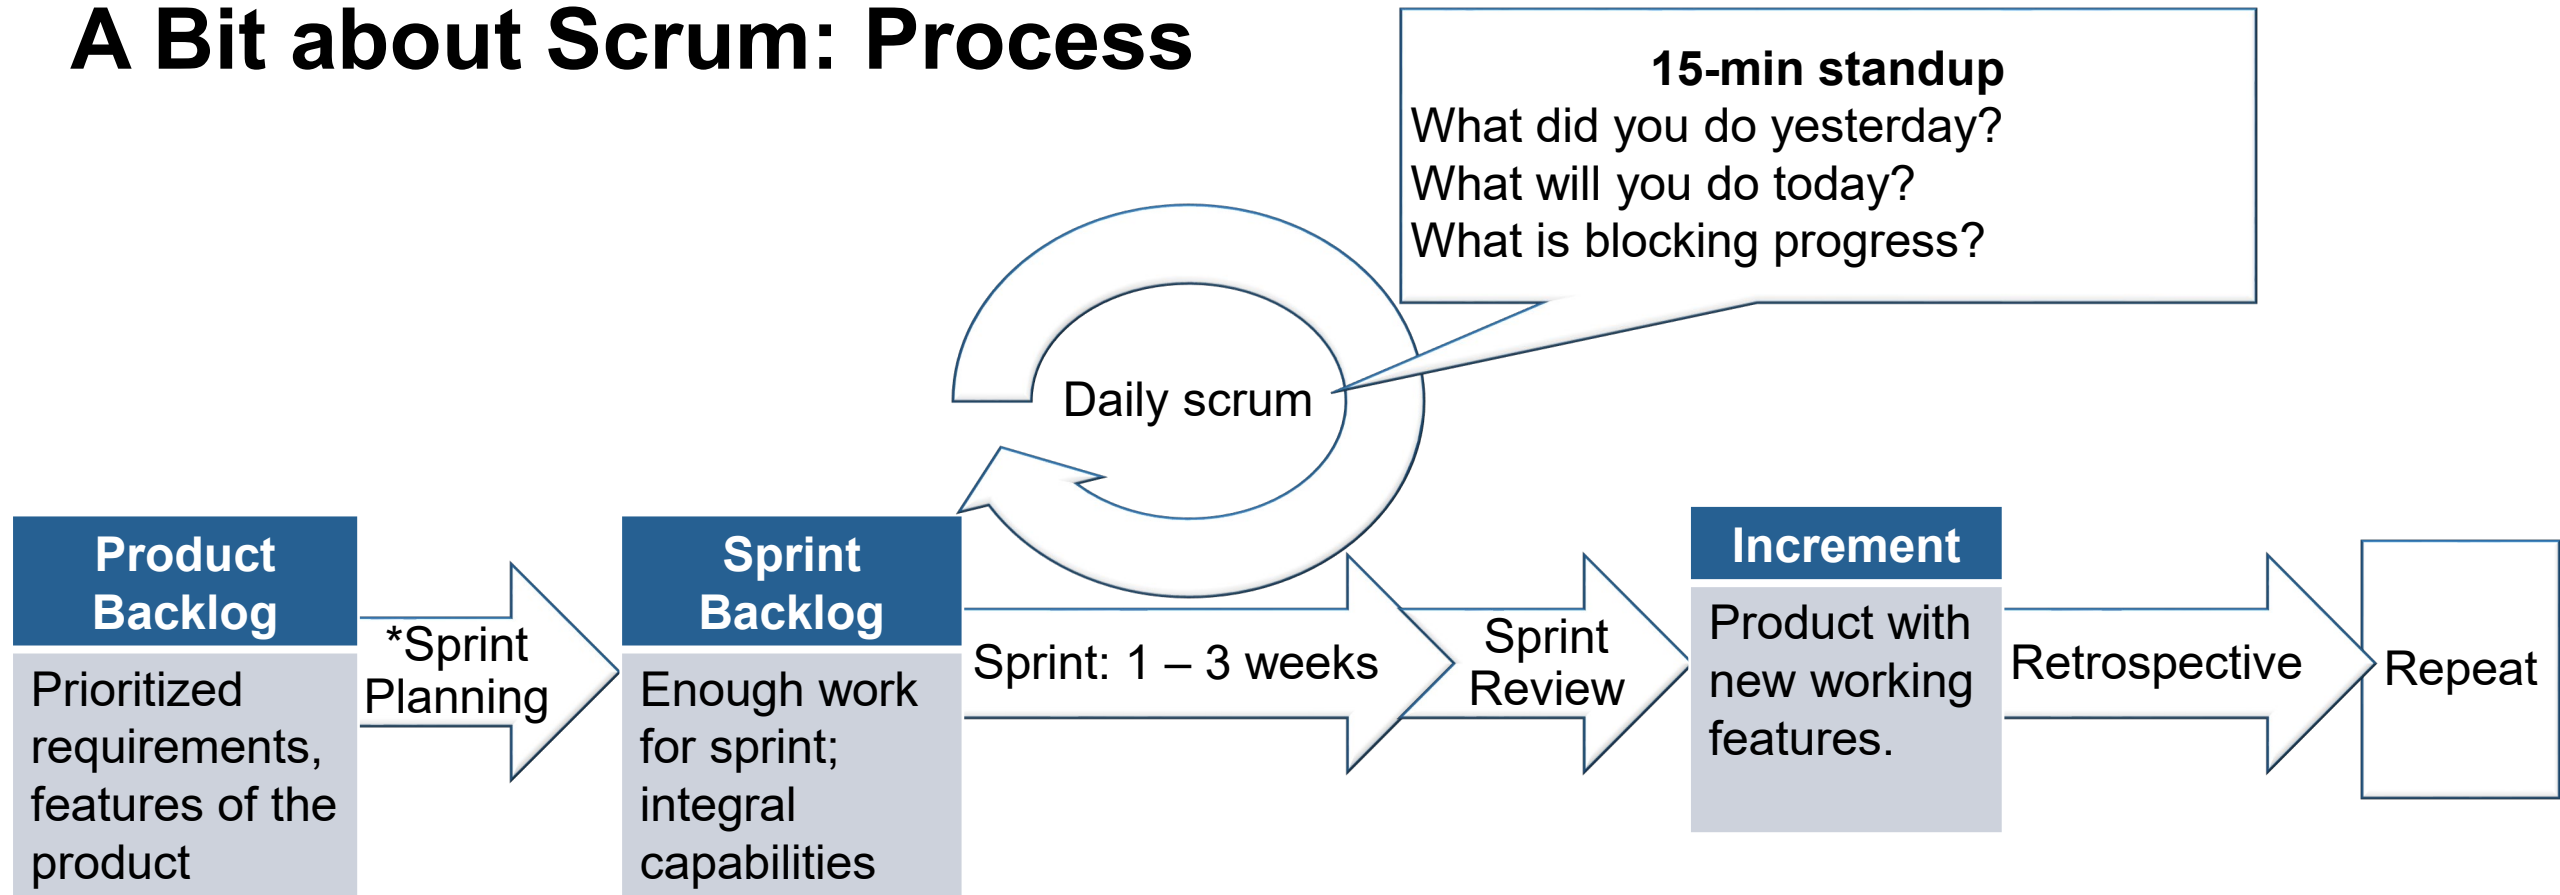 A Bit about Scrum: Process
15-min standup
What did you do yesterday?
What will you do today?
What is blocking progress?
Daily scrum
Product
Backlog
Prioritized
requirements,
features of the
product
*Sprint
Planning
Sprint
Backlog
Enough work
for sprint;
integral
capabilities
Sprint: 1 – 3 weeks
Sprint
Review
Increment
Product with
new working
features.
Retrospective
Repeat